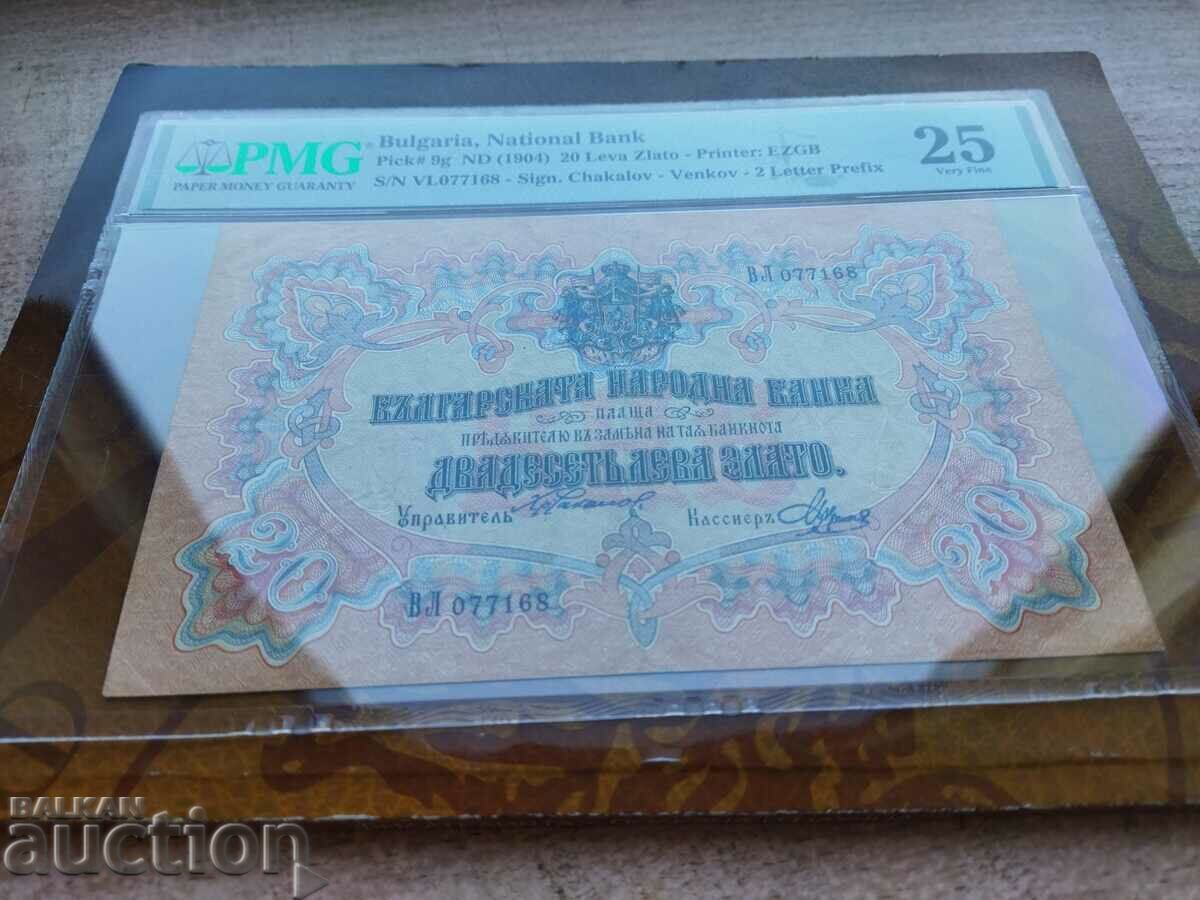 PMG
PAPER MONEY GUARANTY
Bulgaria, National Bank
Pick# 9g ND (1904) 20 Leva Zlato - Printer: EZGB
S/N VL077168 - Sign. Chakalov - Venkov - 2 Letter Prefix
25
Very Fine
ВЛ 077168
БЪЛГАРСКАТА НАРОДНА БАНКА
ПЛАЩА
ПРѢДЯВИТЕЛЮ ВЪ ЗАМѢНА НА ТАЯ БАНКНОТА
ДВАДЕСЕТЬ ЛЕВА ЗЛАТО.
Управитель
Кассиеръ
20
20
ВЛ 077168
BALKAN
auction